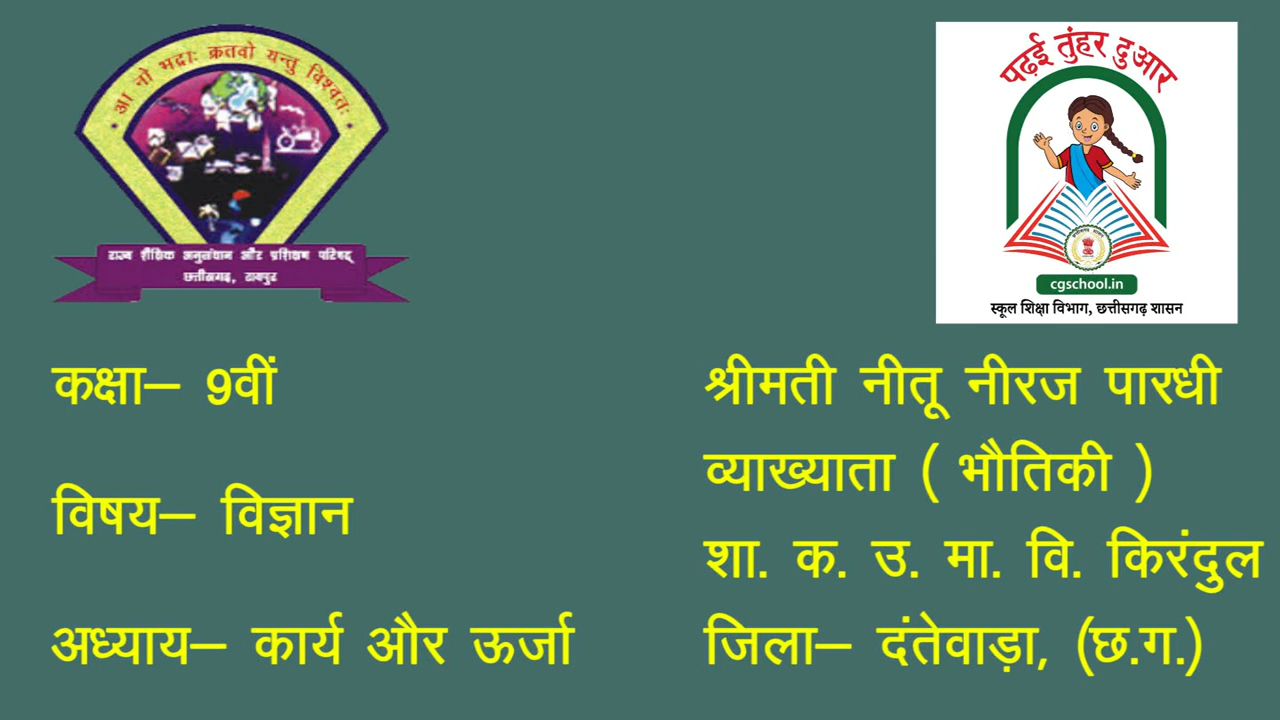 आ नो भद्राः क्रतवो यन्तु विश्वतः
राज्य शैक्षिक अनुसंधान और प्रशिक्षण परिषद्
छत्तीसगढ़, रायपुर
पढ़ई तुंहर दुआर
cgschool.in
स्कूल शिक्षा विभाग, छत्तीसगढ़ शासन
कक्षा– 9वीं
विषय– विज्ञान
अध्याय– कार्य और ऊर्जा
श्रीमती नीतू नीरज पारधी
व्याख्याता ( भौतिकी )
शा. क. उ. मा. वि. किरंदुल
जिला– दंतेवाड़ा, (छ.ग.)